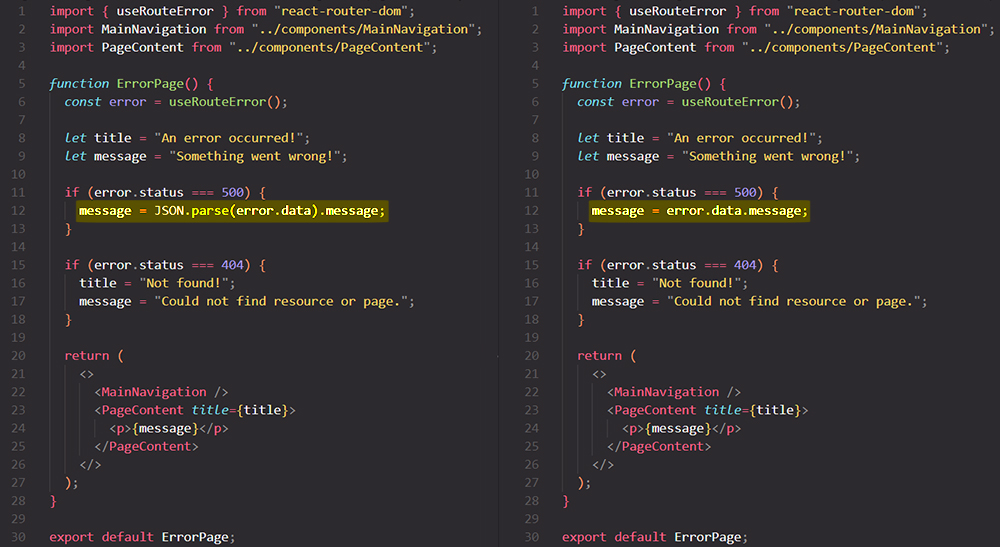 1 import { useRouteError } from "react-router-dom";
2 import MainNavigation from "../components/MainNavigation";
3 import PageContent from "../components/PageContent";
4
5 function ErrorPage() {
6 const error = useRouteError();
7
8 let title = "An error occurred!";
9 let message = "Something went wrong!";
10
11 if (error.status === 500) {
12 message = JSON.parse(error.data).message;
13 }
14
15 if (error.status === 404) {
16 title = "Not found!";
17 message = "Could not find resource or page.";
18 }
19
20 return (
21 <>
22 <MainNavigation />
23 <PageContent title={title}>
24 <p>{message}</p>
25 </PageContent>
26 </>
27 );
28 }
29
30 export default ErrorPage;
1 import { useRouteError } from "react-router-dom";
2 import MainNavigation from "../components/MainNavigation";
3 import PageContent from "../components/PageContent";
4
5 function ErrorPage() {
6 const error = useRouteError();
7
8 let title = "An error occurred!";
9 let message = "Something went wrong!";
10
11 if (error.status === 500) {
12 message = error.data.message;
13 }
14
15 if (error.status === 404) {
16 title = "Not found!";
17 message = "Could not find resource or page.";
18 }
19
20 return (
21 <>
22 <MainNavigation />
23 <PageContent title={title}>
24 <p>{message}</p>
25 </PageContent>
26 </>
27 );
28 }
29
30 export default ErrorPage;